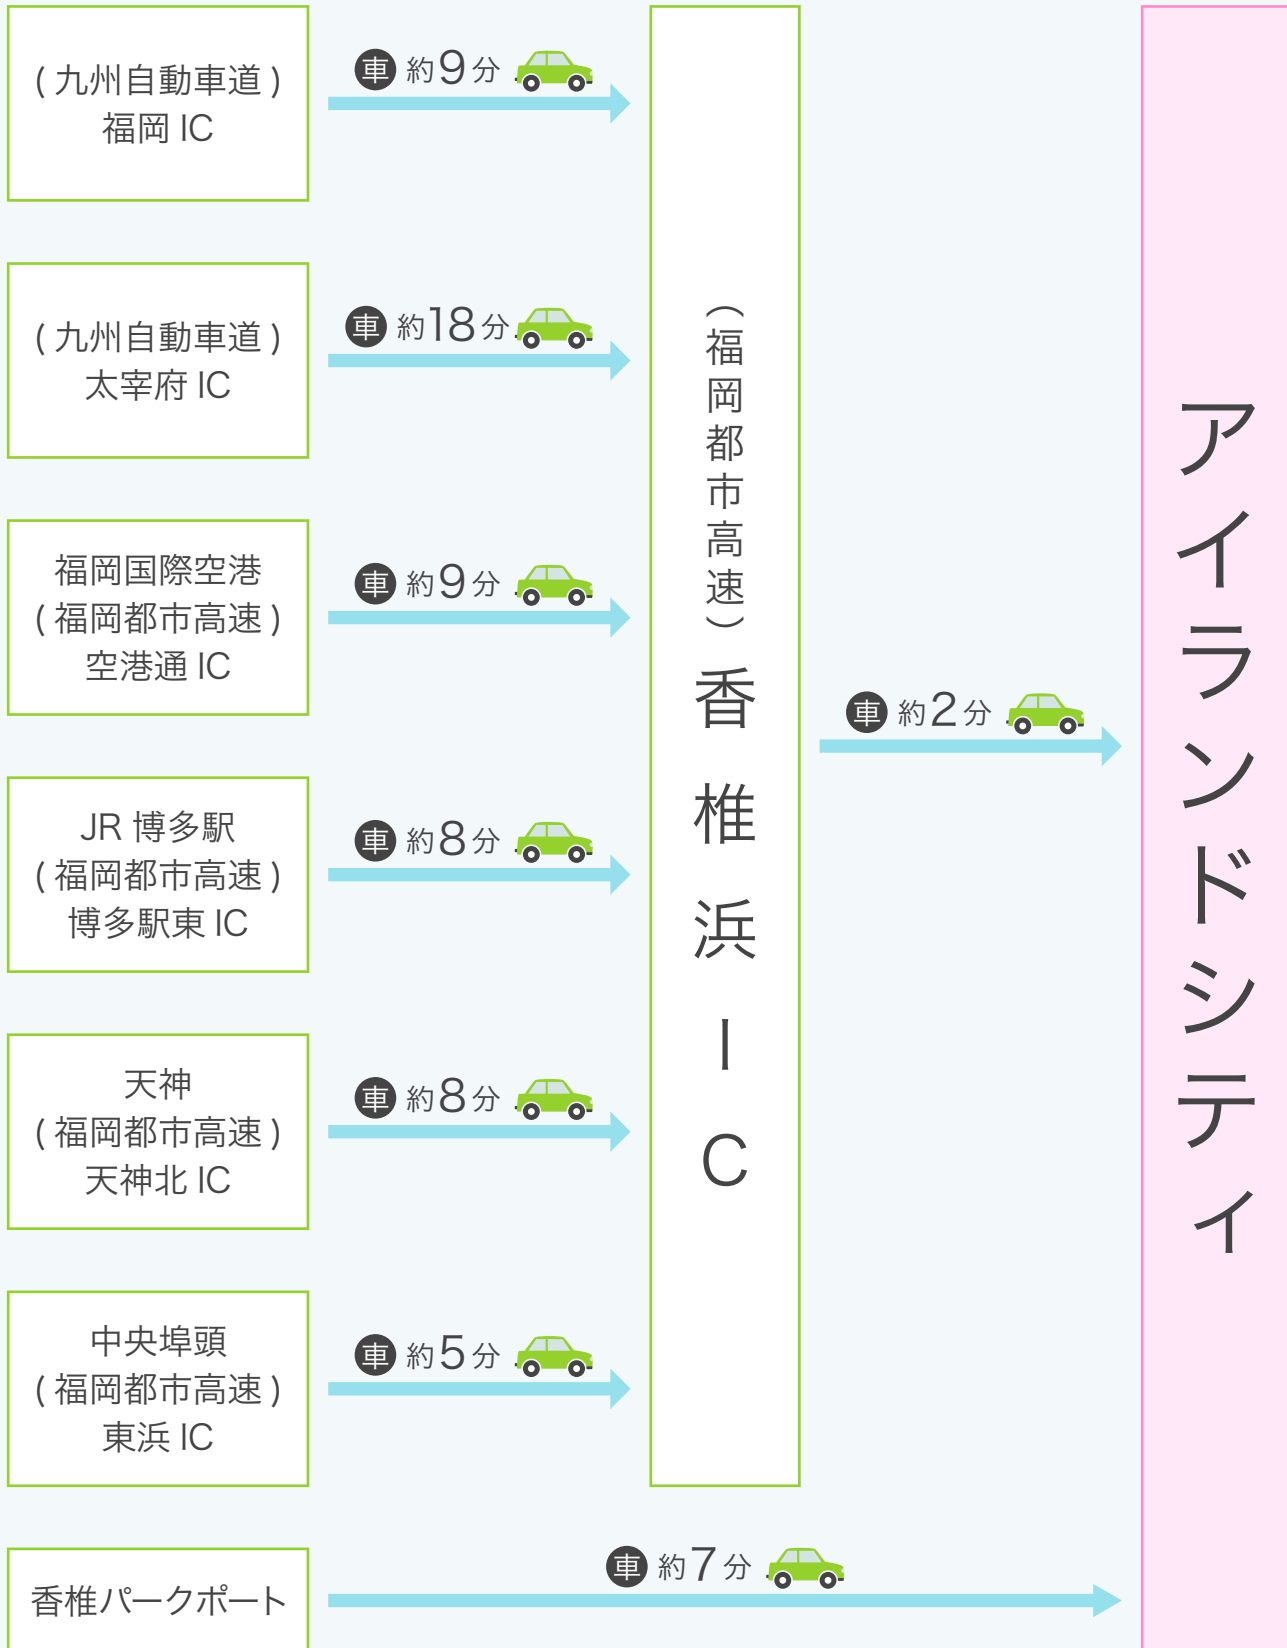 (九州自動車道)
福岡 IC
車 約9分
(九州自動車道)
太宰府 IC
車 約18分
福岡国際空港
(福岡都市高速)
空港通 IC
車 約9分
JR 博多駅
(福岡都市高速)
博多駅東 IC
車 約8分
天神
(福岡都市高速)
天神北 IC
車 約8分
中央埠頭
(福岡都市高速)
東浜 IC
車 約5分
(福岡都市高速)香椎浜IC
車 約2分
香椎パークポート
車 約7分
アイランドシティ